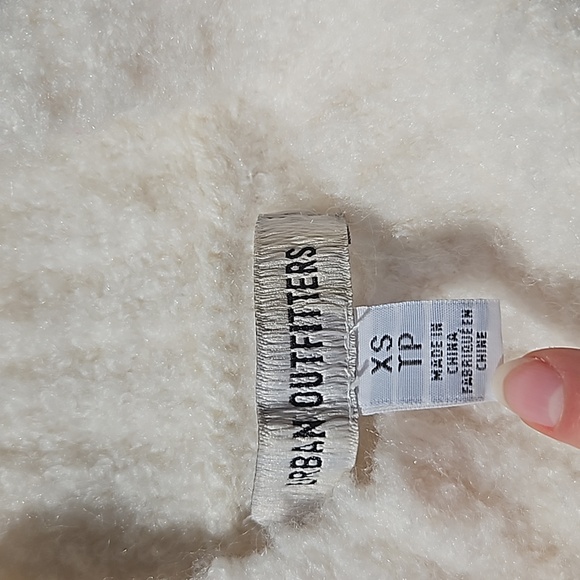 URBAN OUTFITTERS
XS
TP
MADE IN
CHINA
FABRIQUÉ EN
CHINE